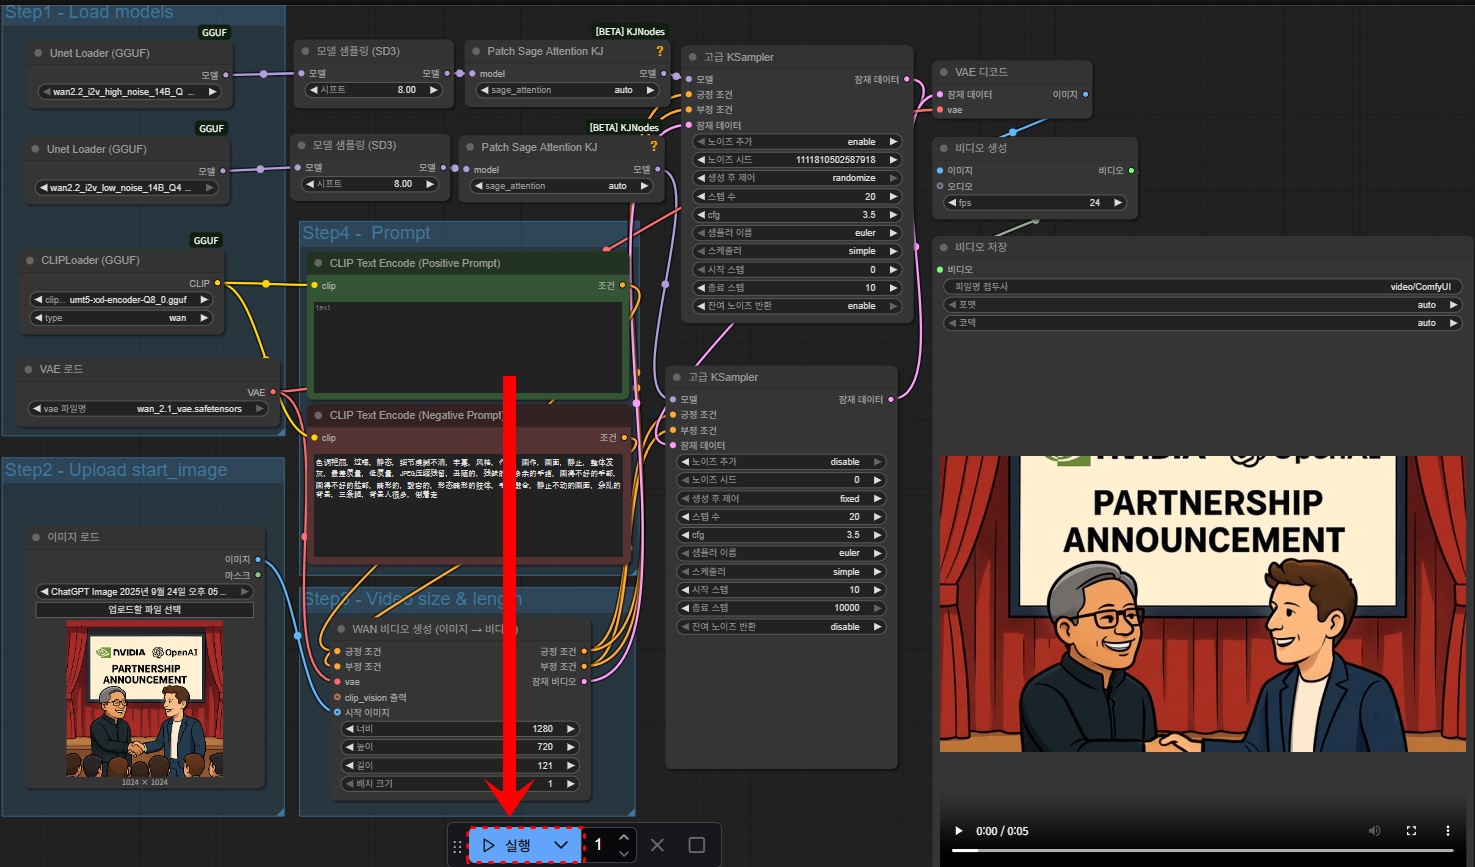 Step1 - Load models
GGUF
Unet Loader (GGUF)
모델
wan2.2_i2v_high_noise_14B_Q ...
GGUF
Unet Loader (GGUF)
모델
wan2.2_i2v_low_noise_14B_Q4 ...
GGUF
CLIPLoader (GGUF)
CLIP
clip... umt5-xxl-encoder-Q8_0.gguf
type wan
VAE 로드
VAE
vae 파일명 wan_2.1_vae.safetensors
모델 샘플링 (SD3)
모델 모델
시프트 8.00
[BETA] KJNodes
Patch Sage Attention KJ ?
model 모델
sage_attention auto
모델 샘플링 (SD3)
모델 모델
시프트 8.00
[BETA] KJNodes
Patch Sage Attention KJ ?
model 모델
sage_attention auto
Step2 - Upload start_image
이미지 로드
이미지
마스크
ChatGPT Image 2025년 9월 24일 오후 05 ...
업로드할 파일 선택
NVIDIA OpenAI
PARTNERSHIP
ANNOUNCEMENT
1024 × 1024
Step4 - Prompt
CLIP Text Encode (Positive Prompt)
clip 조건
text
CLIP Text Encode (Negative Prompt)
clip 조건
色调艳丽，过曝，静态，细节模糊不清，字幕，风格，画作，画面，静止，整体发
灰，最差质量，低质量，JPEG压缩残留，丑陋的，残缺的，余的手指，画得不好的手部，
画得不好的脸部，畸形的，毁容的，形态畸形的肢体，手，静止不动的画面，杂乱的
背景，三条腿，背景人很多，倒着走
Step3 - Video size & length
WAN 비디오 생성 (이미지 → 비디
긍정 조건 긍정 조건
부정 조건 부정 조건
vae 잠재 비디오
clip_vision 출력
시작 이미지
너비 1280
높이 720
길이 121
배치 크기 1
고급 KSampler
모델 잠재 데이터
긍정 조건
부정 조건
잠재 데이터
노이즈 추가 enable
노이즈 시드 1111810502587918
생성 후 제어 randomize
스텝 수 20
cfg 3.5
샘플러 이름 euler
스케줄러 simple
시작 스텝 0
종료 스텝 10
잔여 노이즈 반환 enable
고급 KSampler
모델 잠재 데이터
긍정 조건
부정 조건
잠재 데이터
노이즈 추가 disable
노이즈 시드 0
생성 후 제어 fixed
스텝 수 20
cfg 3.5
샘플러 이름 euler
스케줄러 simple
시작 스텝 10
종료 스텝 10000
잔여 노이즈 반환 disable
VAE 디코드
잠재 데이터 이미지
vae
비디오 생성
이미지 비디오
오디오
fps 24
비디오 저장
비디오
파일명 접두사 video/ComfyUI
포맷 auto
코덱 auto
NVIDIA OpenAI
PARTNERSHIP
ANNOUNCEMENT
0:00 / 0:05
실행 1